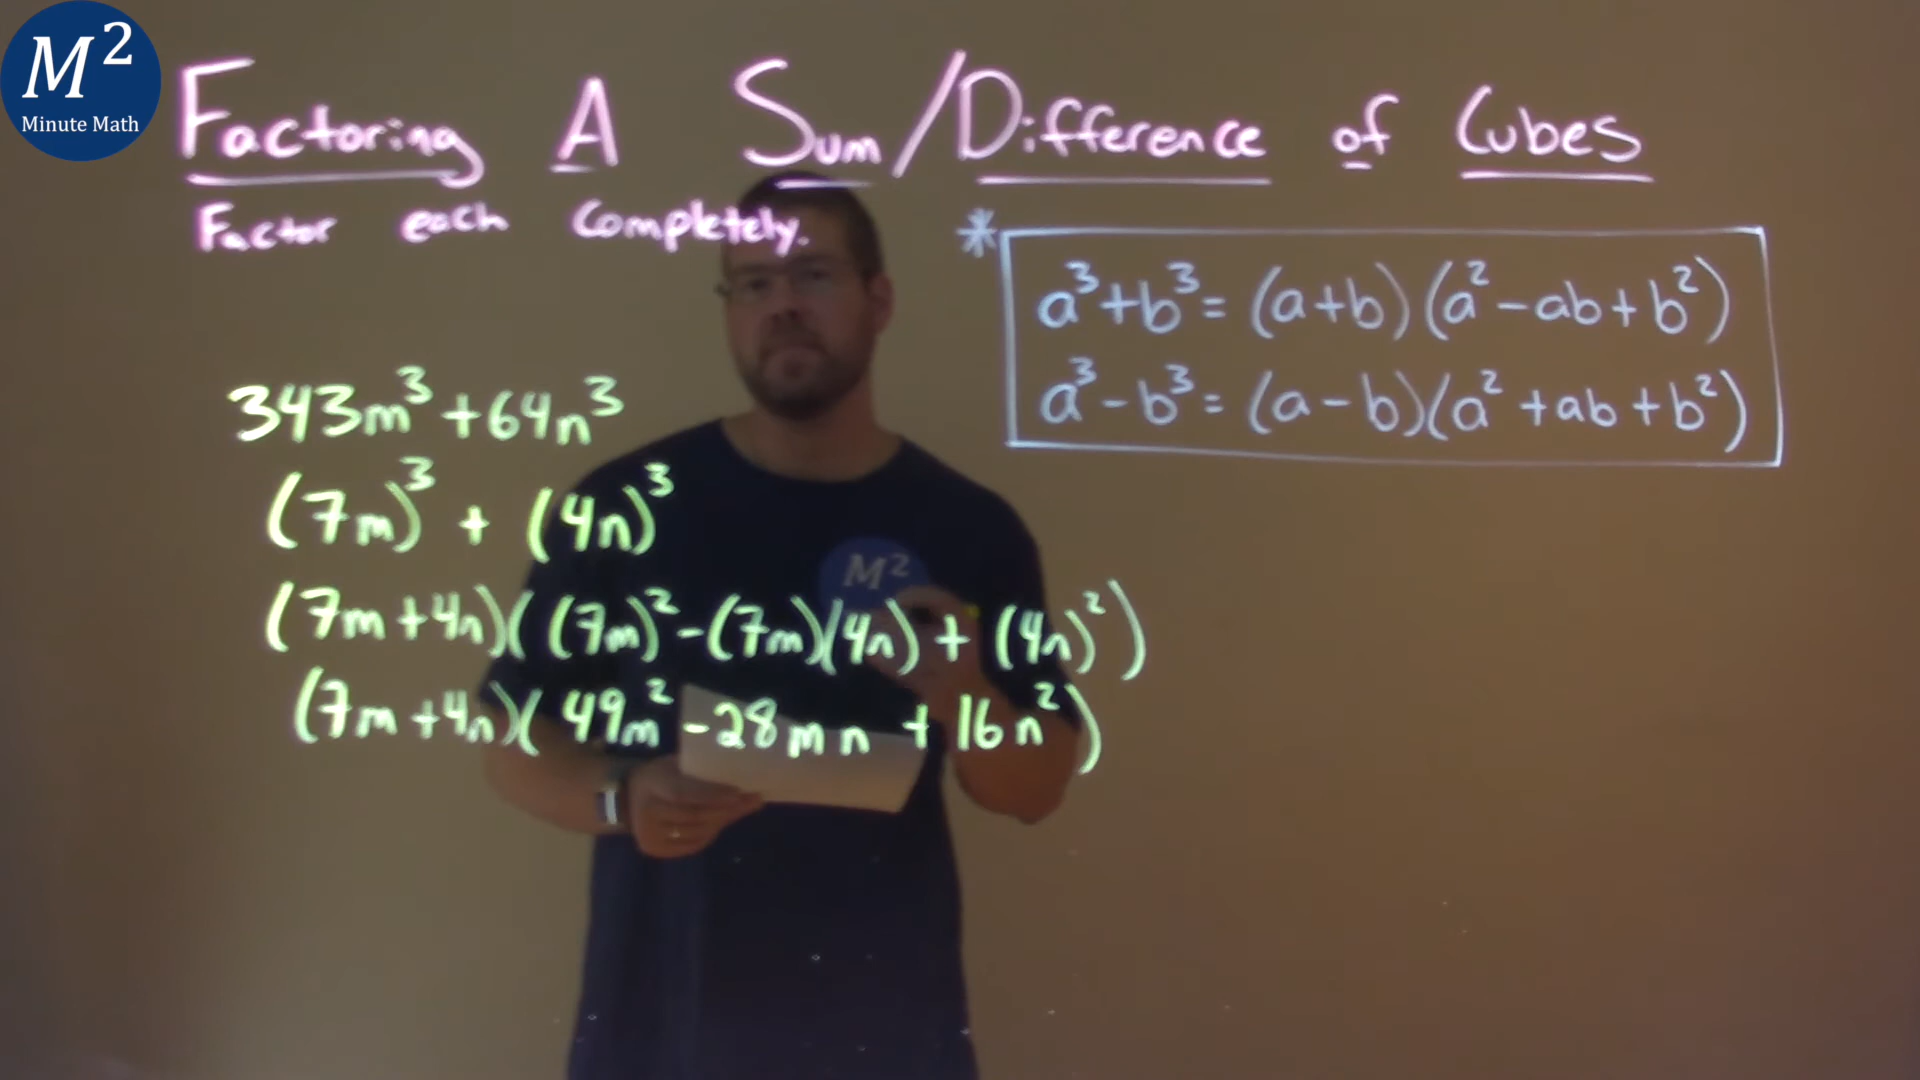 M²
Minute Math
Factoring A Sum/Difference of Cubes
Factor each completely.
*
a³+b³= (a+b)(a²-ab+b²)
a³-b³= (a-b)(a²+ab+b²)
343m³+64n³
(7m)³ + (4n)³
M²
(7m+4n)((7m)²-(7m)(4n)+(4n)²)
(7m+4n)(49m²-28mn+16n²)